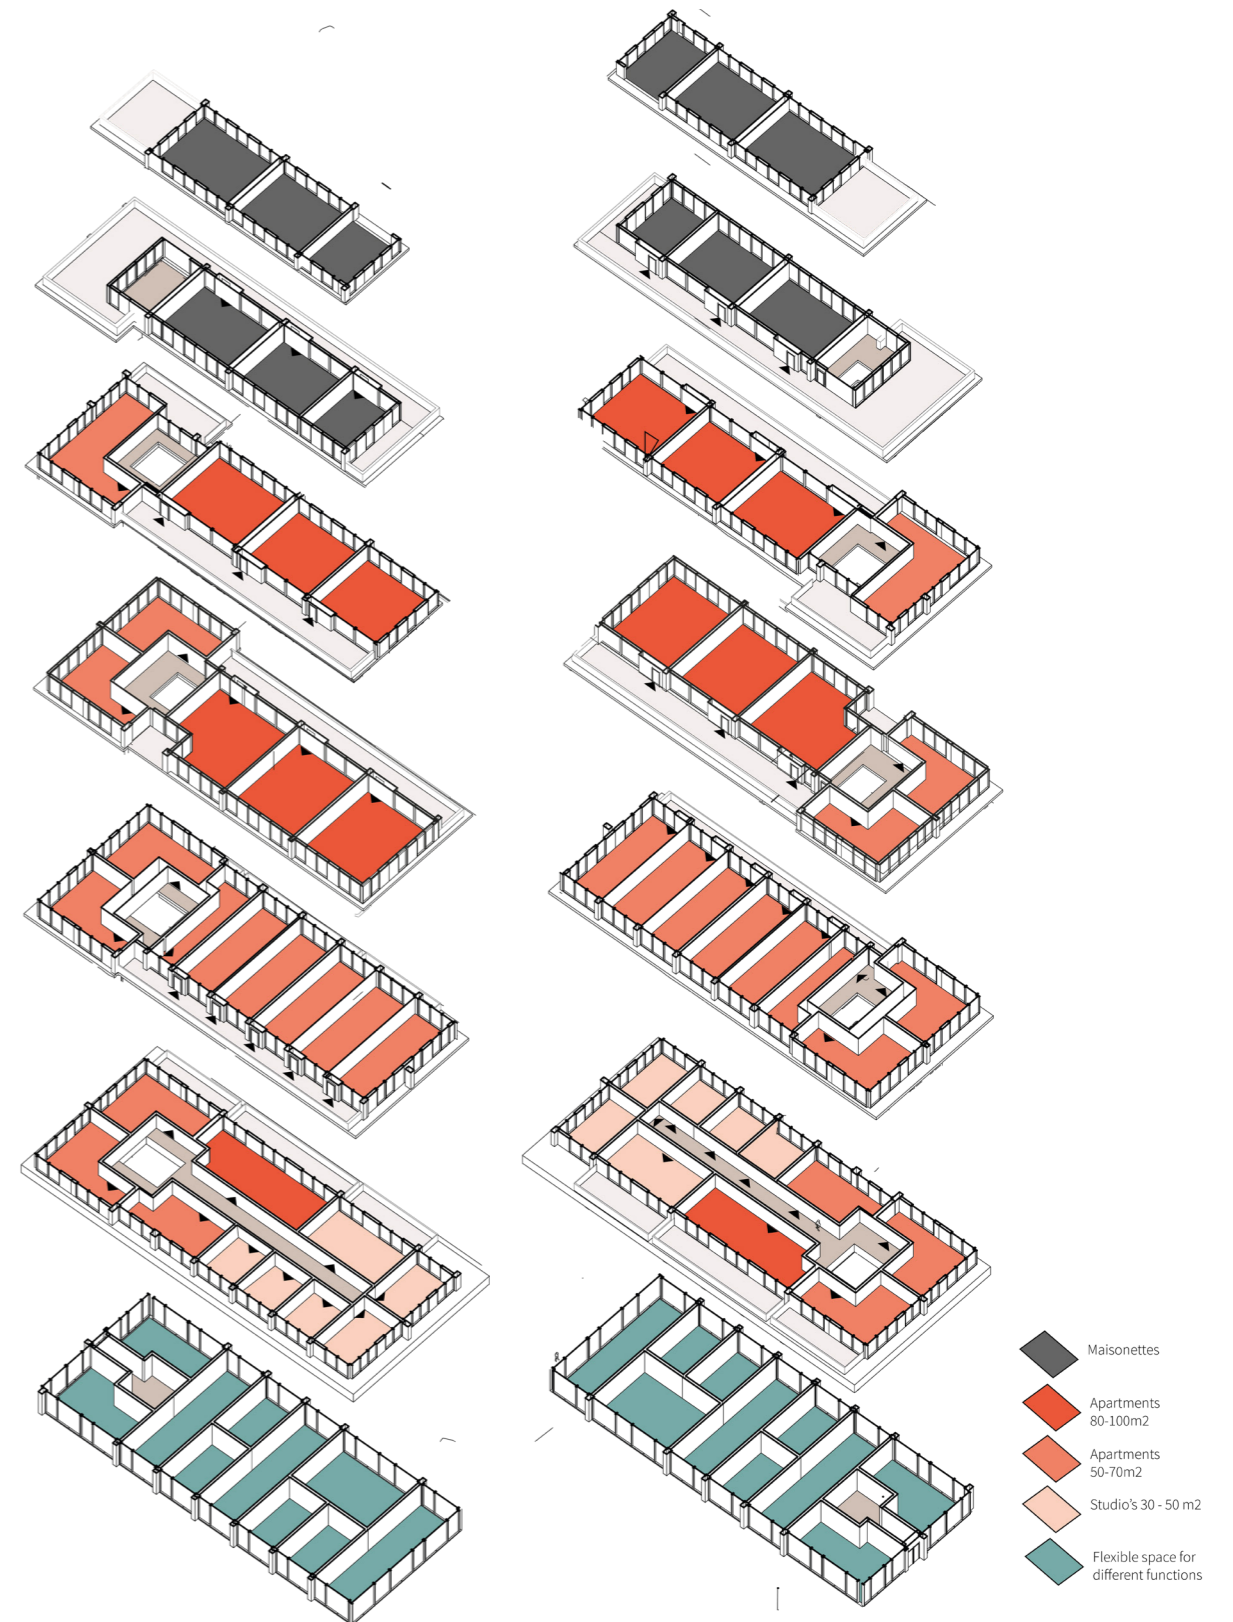 Maisonettes
Apartments
80-100m2
Apartments
50-70m2
Studio's 30 - 50 m2
Flexible space for
different functions